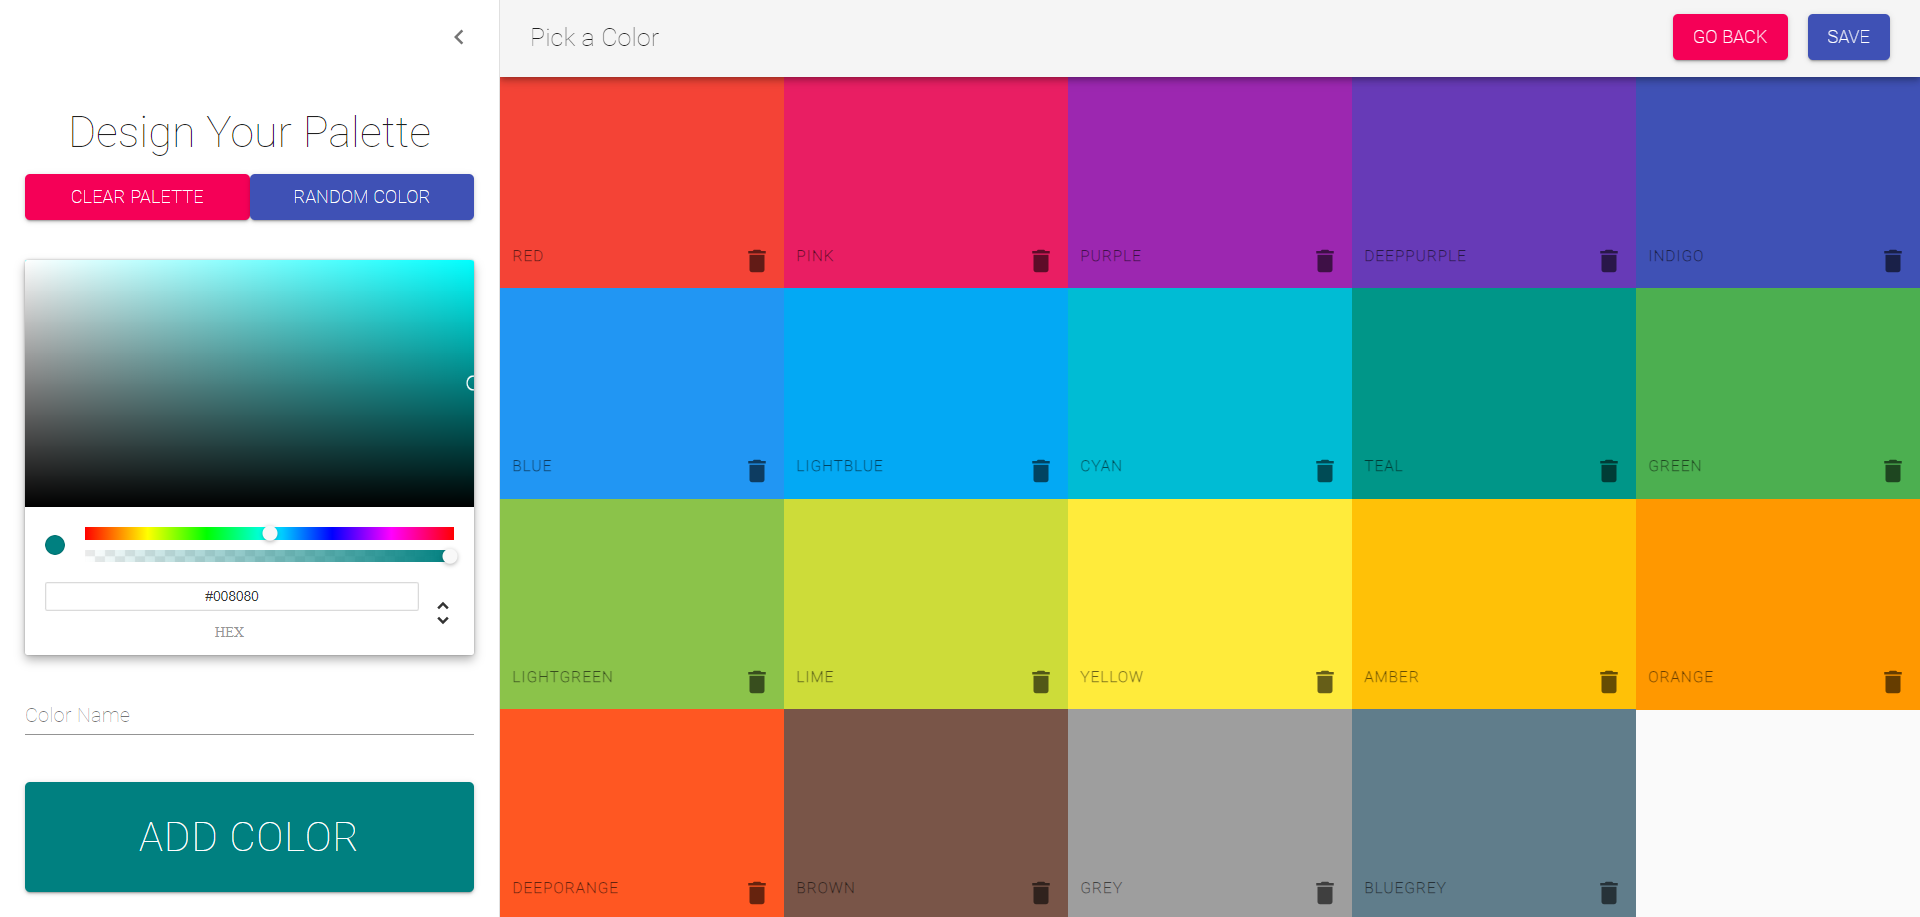 Design Your Palette
CLEAR PALETTE
RANDOM COLOR
#008080
HEX
Color Name
ADD COLOR
Pick a Color
GO BACK
SAVE
RED
PINK
PURPLE
DEEPPURPLE
INDIGO
BLUE
LIGHTBLUE
CYAN
TEAL
GREEN
LIGHTGREEN
LIME
YELLOW
AMBER
ORANGE
DEEPORANGE
BROWN
GREY
BLUEGREY